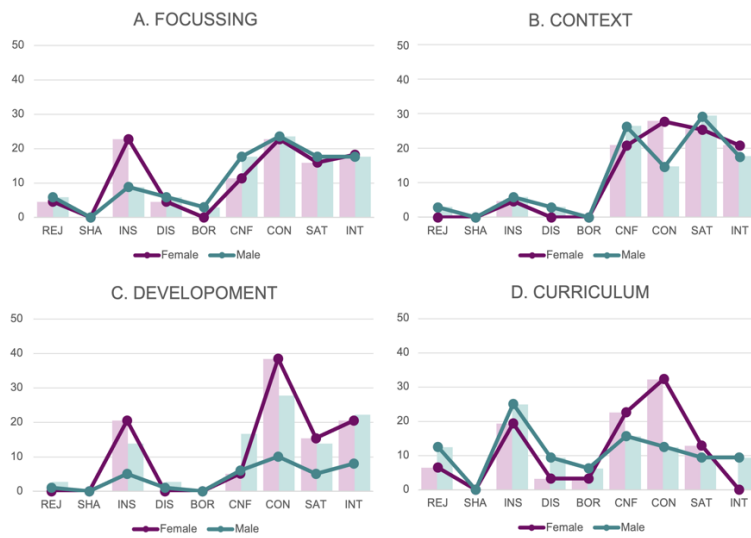 A. FOCUSSING
50
40
30
20
10
0
REJ SHA INS DIS BOR CNF CON SAT INT
Female Male
B. CONTEXT
50
40
30
20
10
0
REJ SHA INS DIS BOR CNF CON SAT INT
Female Male
C. DEVELOPOMENT
50
40
30
20
10
0
REJ SHA INS DIS BOR CNF CON SAT INT
Female Male
D. CURRICULUM
50
40
30
20
10
0
REJ SHA INS DIS BOR CNF CON SAT INT
Female Male